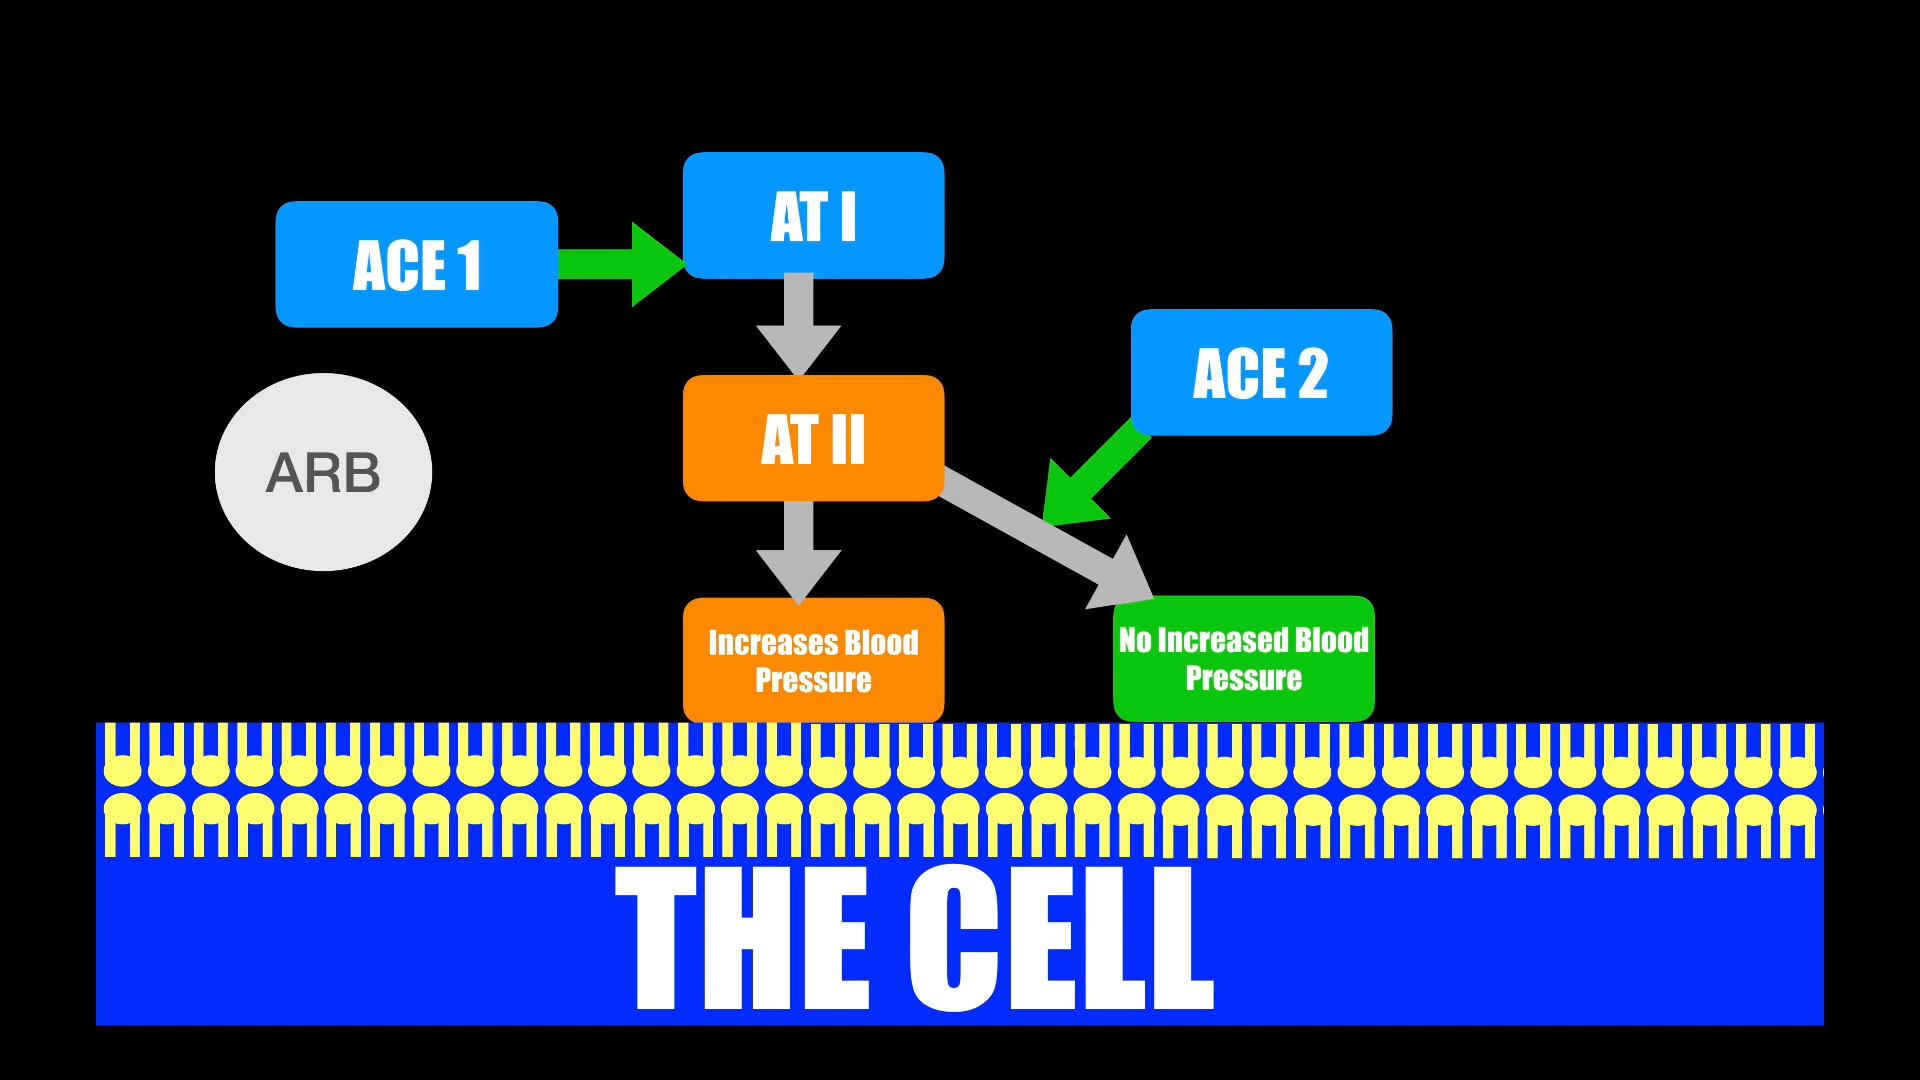 AT I
ACE 1
ACE 2
AT II
ARB
Increases Blood
Pressure
No Increased Blood
Pressure
THE CELL